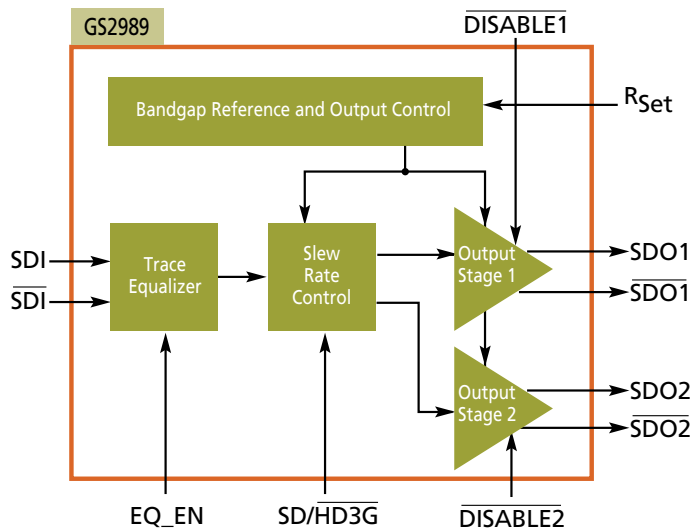 GS2989
DISABLE1
Bandgap Reference and Output Control
RSet
SDI
SDI
Trace
Equalizer
Slew
Rate
Control
Output
Stage 1
SDO1
SDO1
Output
Stage 2
SDO2
SDO2
EQ_EN
SD/HD3G
DISABLE2